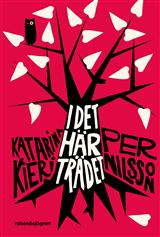 I DET
HÄR
TRÄDET
KATARINA
KIERI
PER
NILSSON
rabén&sjögren